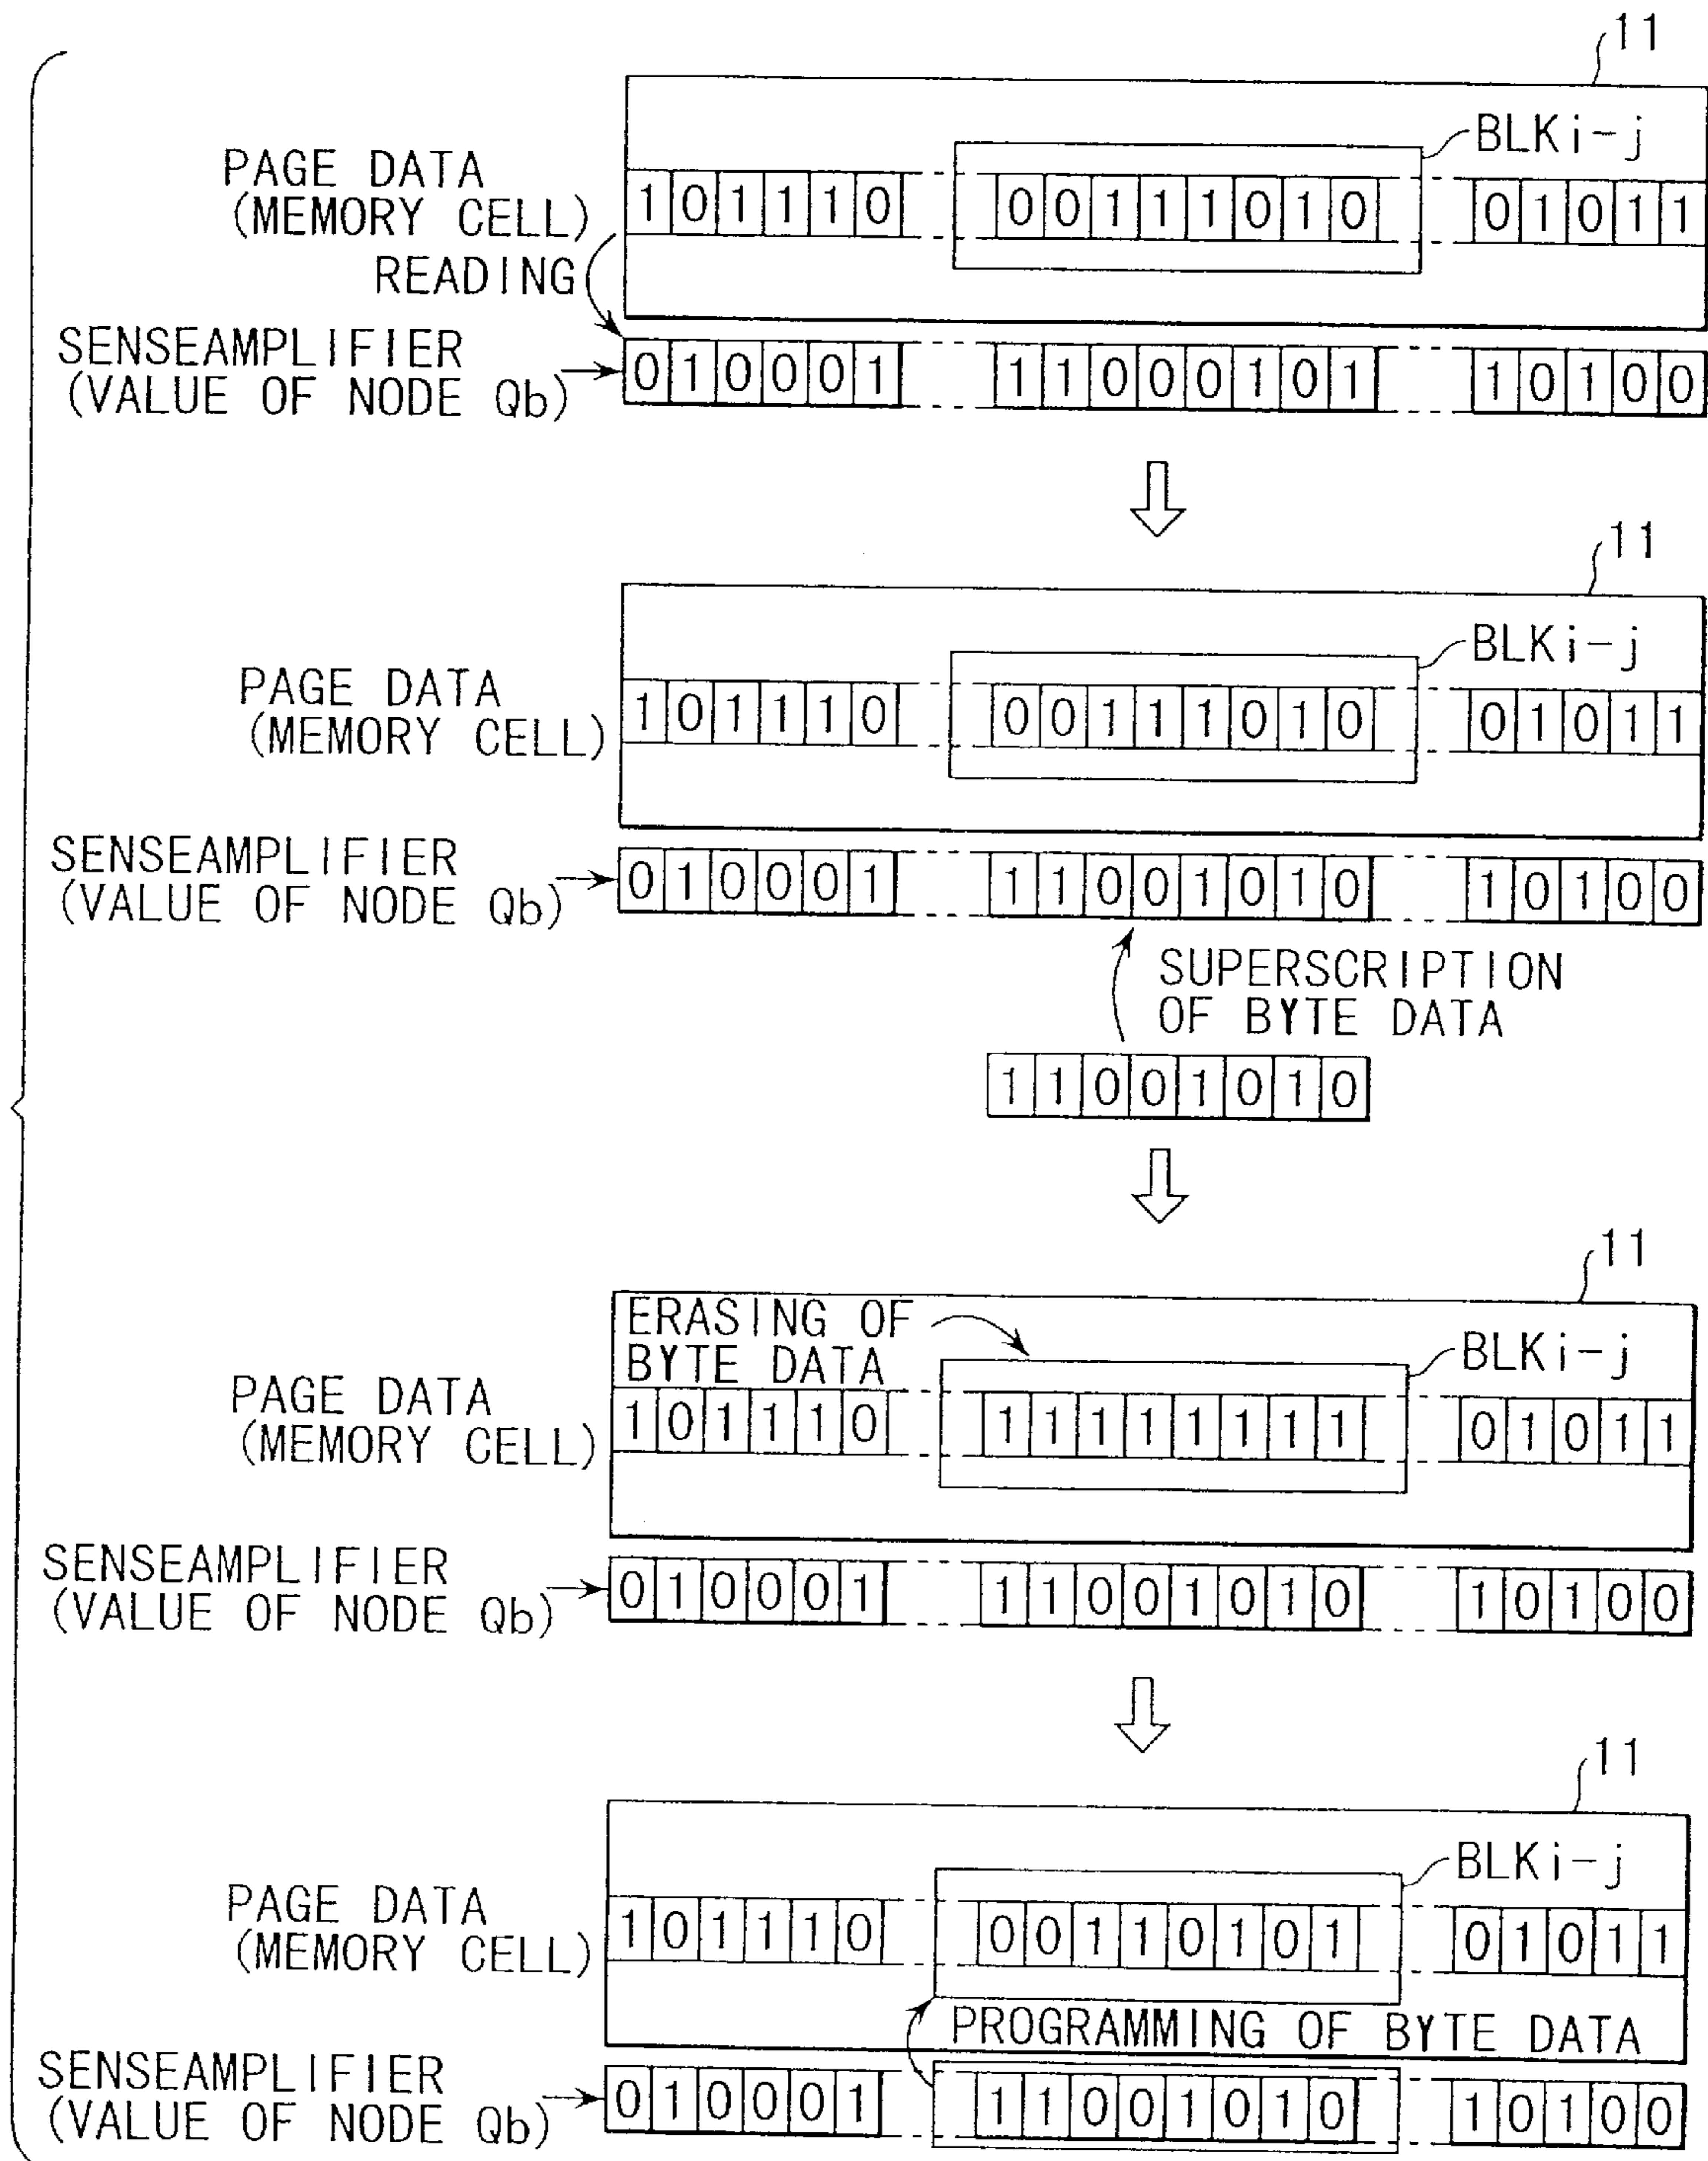 11
BLKi-j
PAGE DATA
(MEMORY CELL)
101110 00111010 01011
READING
SENSEAMPLIFIER
(VALUE OF NODE Qb)
010001 11000101 10100
11
BLKi-j
PAGE DATA
(MEMORY CELL)
101110 00111010 01011
SENSEAMPLIFIER
(VALUE OF NODE Qb)
010001 11001010 10100
SUPERSCRIPTION
OF BYTE DATA
11001010
11
ERASING OF
BYTE DATA
BLKi-j
PAGE DATA
(MEMORY CELL)
101110 11111111 01011
SENSEAMPLIFIER
(VALUE OF NODE Qb)
010001 11001010 10100
11
BLKi-j
PAGE DATA
(MEMORY CELL)
101110 00110101 01011
PROGRAMMING OF BYTE DATA
SENSEAMPLIFIER
(VALUE OF NODE Qb)
010001 11001010 10100